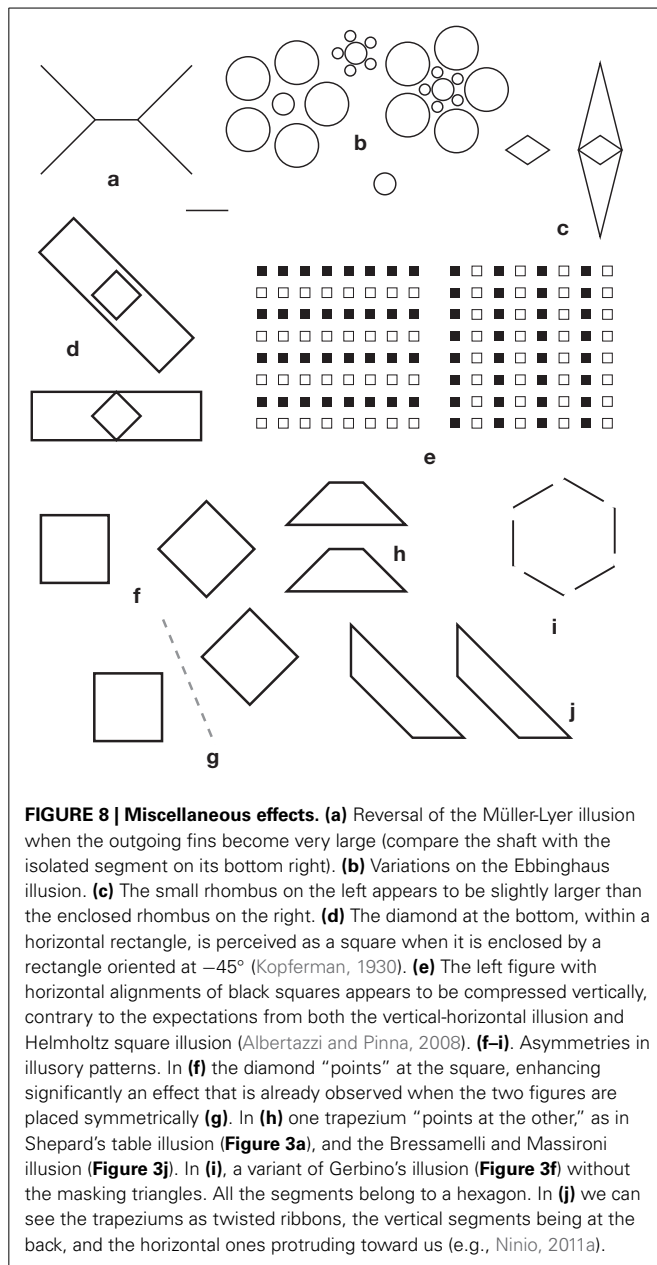 a
b
c
d
e
f
h
i
g
j
FIGURE 8 | Miscellaneous effects. (a) Reversal of the Müller-Lyer illusion
when the outgoing fins become very large (compare the shaft with the
isolated segment on its bottom right). (b) Variations on the Ebbinghaus
illusion. (c) The small rhombus on the left appears to be slightly larger than
the enclosed rhombus on the right. (d) The diamond at the bottom, within a
horizontal rectangle, is perceived as a square when it is enclosed by a
rectangle oriented at −45° (Kopferman, 1930). (e) The left figure with
horizontal alignments of black squares appears to be compressed vertically,
contrary to the expectations from both the vertical-horizontal illusion and
Helmholtz square illusion (Albertazzi and Pinna, 2008). (f–i). Asymmetries in
illusory patterns. In (f) the diamond “points” at the square, enhancing
significantly an effect that is already observed when the two figures are
placed symmetrically (g). In (h) one trapezium “points at the other,” as in
Shepard’s table illusion (Figure 3a), and the Bressamelli and Massironi
illusion (Figure 3j). In (i), a variant of Gerbino’s illusion (Figure 3f) without
the masking triangles. All the segments belong to a hexagon. In (j) we can
see the trapeziums as twisted ribbons, the vertical segments being at the
back, and the horizontal ones protruding toward us (e.g., Ninio, 2011a).